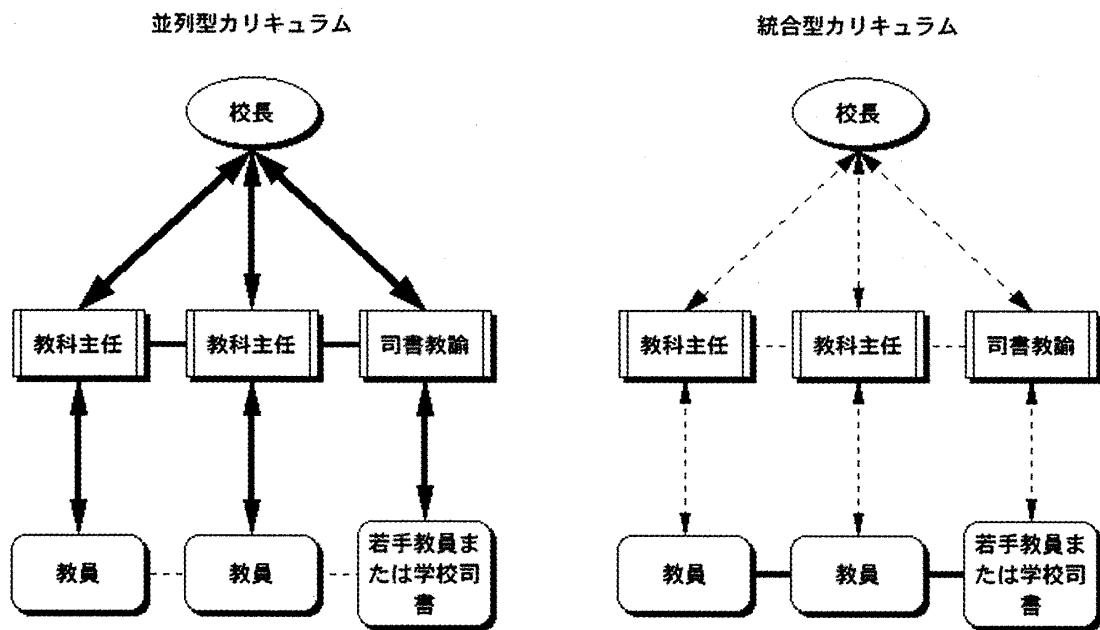 並列型カリキュラム
統合型カリキュラム
校長
校長
教科主任
教科主任
司書教諭
教科主任
教科主任
司書教諭
教員
教員
若手教員ま
たは学校司
書
教員
教員
若手教員ま
たは学校司
書